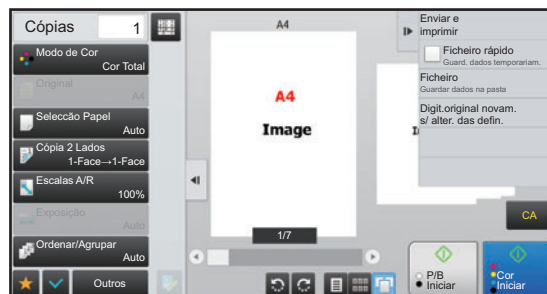 Cópias 1
Modo de Cor
Cor Total
Original
A4
Selecção Papel
Auto
Cópia 2 Lados
1-Face→1-Face
Escalas A/R
100%
Exposição
Auto
Ordenar/Agrupar
Auto
Outros
A4
A4
Image
1/7
Enviar e
imprimir
Ficheiro rápido
Guard. dados temporariam.
Ficheiro
Guardar dados na pasta
Digit.original novam.
s/ alter. das defin.
CA
P/B
Iniciar
Cor
Iniciar